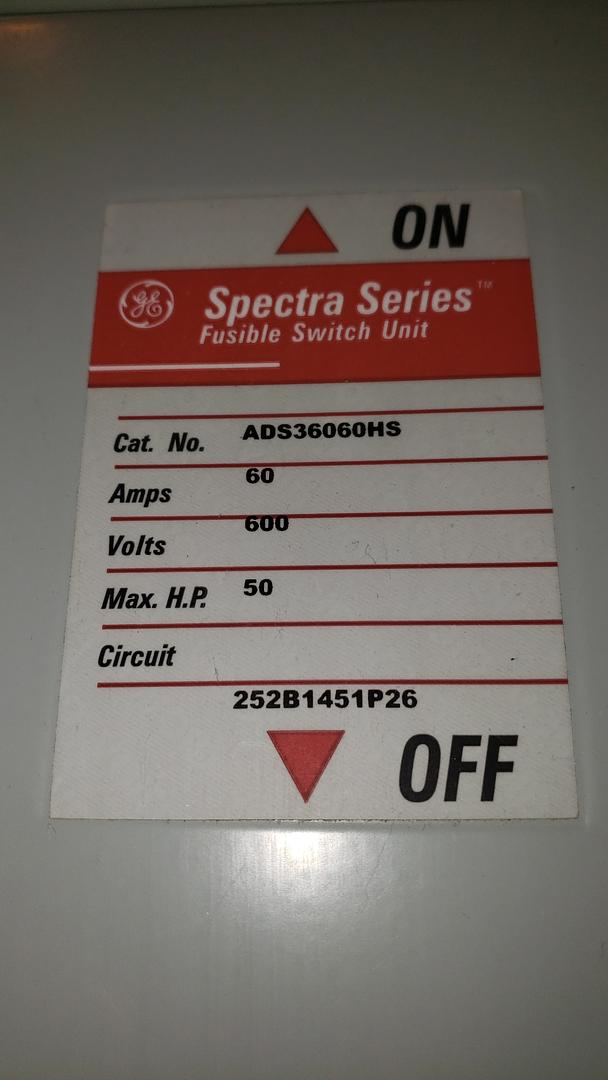 ON
GE
Spectra Series™
Fusible Switch Unit
Cat. No. ADS36060HS
Amps 60
Volts 600
Max. H.P. 50
Circuit
252B1451P26
OFF